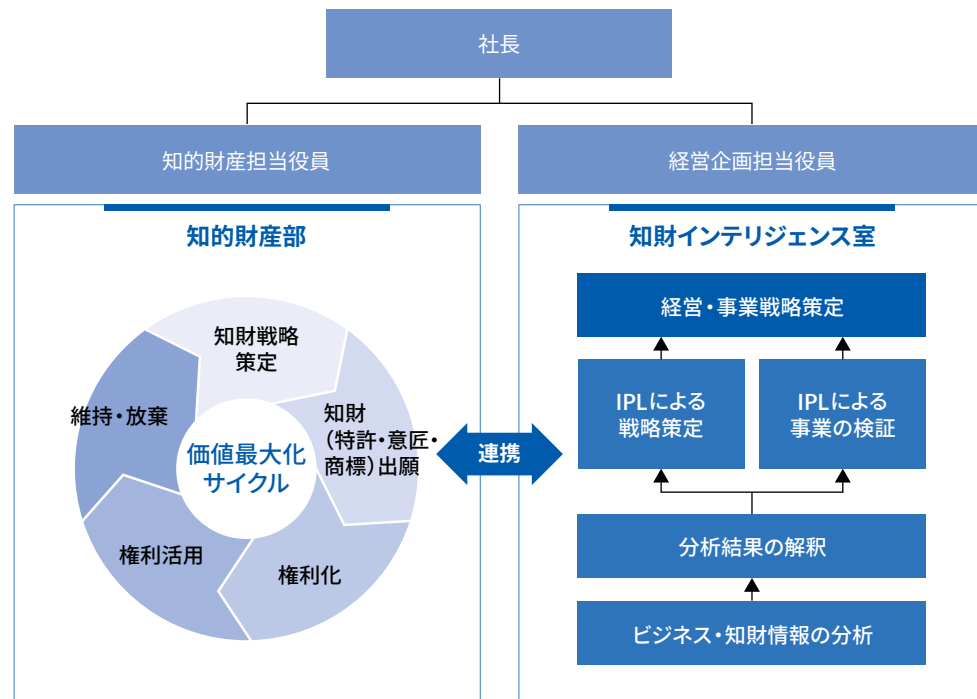 社長
知的財産担当役員
経営企画担当役員
知的財産部
知財戦略
策定
知財
（特許・意匠・
商標）出願
権利化
権利活用
維持・放棄
価値最大化
サイクル
連携
知財インテリジェンス室
経営・事業戦略策定
IPLによる
戦略策定
IPLによる
事業の検証
分析結果の解釈
ビジネス・知財情報の分析